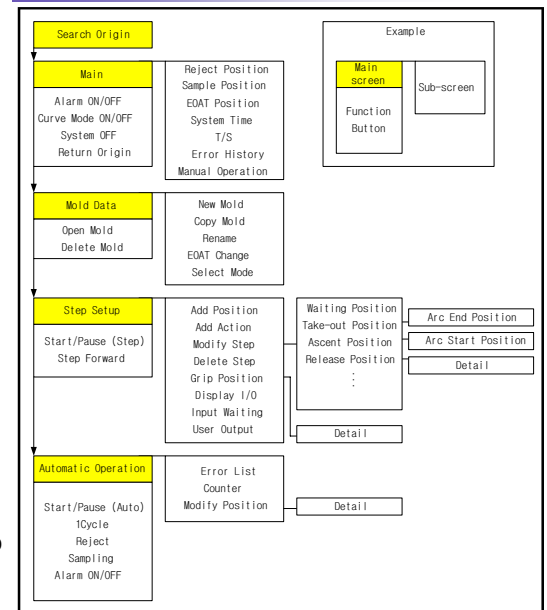 Search Origin
Main
Alarm ON/OFF
Curve Mode ON/OFF
System OFF
Return Origin
Reject Position
Sample Position
EOAT Position
System Time
T/S
Error History
Manual Operation
Example
Main
screen
Function
Button
Sub-screen
Mold Data
Open Mold
Delete Mold
New Mold
Copy Mold
Rename
EOAT Change
Select Mode
Step Setup
Start/Pause (Step)
Step Forward
Add Position
Add Action
Modify Step
Delete Step
Grip Position
Display I/O
Input Waiting
User Output
Waiting Position
Take-out Position
Ascent Position
Release Position
.
.
.
Arc End Position
Arc Start Position
Detail
Detail
Automatic Operation
Start/Pause (Auto)
1Cycle
Reject
Sampling
Alarm ON/OFF
Error List
Counter
Modify Position
Detail